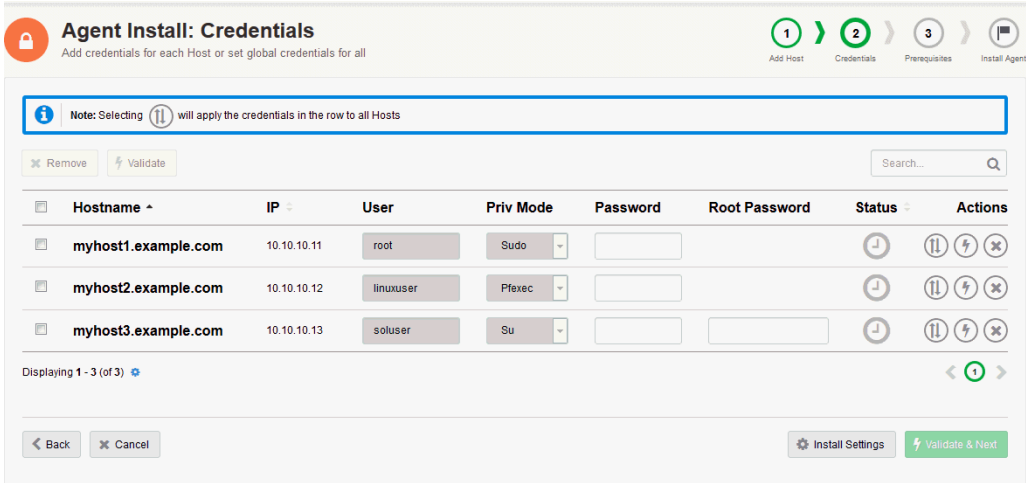 Agent Install: Credentials
Add credentials for each Host or set global credentials for all
1 2 3
Add Host Credentials Prerequisites Install Agent
Note: Selecting will apply the credentials in the row to all Hosts
Remove Validate Search...
Hostname IP User Priv Mode Password Root Password Status Actions
myhost1.example.com 10.10.10.11 root Sudo
myhost2.example.com 10.10.10.12 linuxuser Pfexec
myhost3.example.com 10.10.10.13 soluser Su
Displaying 1 - 3 (of 3) 1
Back Cancel Install Settings Validate & Next